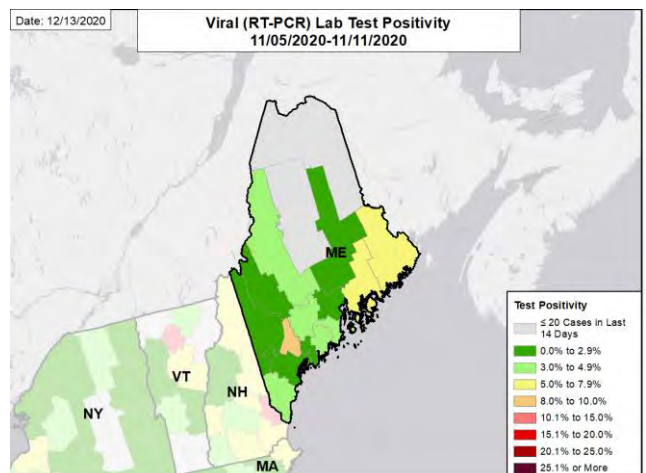 Date: 12/13/2020
Viral (RT-PCR) Lab Test Positivity
11/05/2020-11/11/2020
ME
VT
NH
NY
MA
Test Positivity
≤ 20 Cases in Last
14 Days
0.0% to 2.9%
3.0% to 4.9%
5.0% to 7.9%
8.0% to 10.0%
10.1% to 15.0%
15.1% to 20.0%
20.1% to 25.0%
25.1% or More